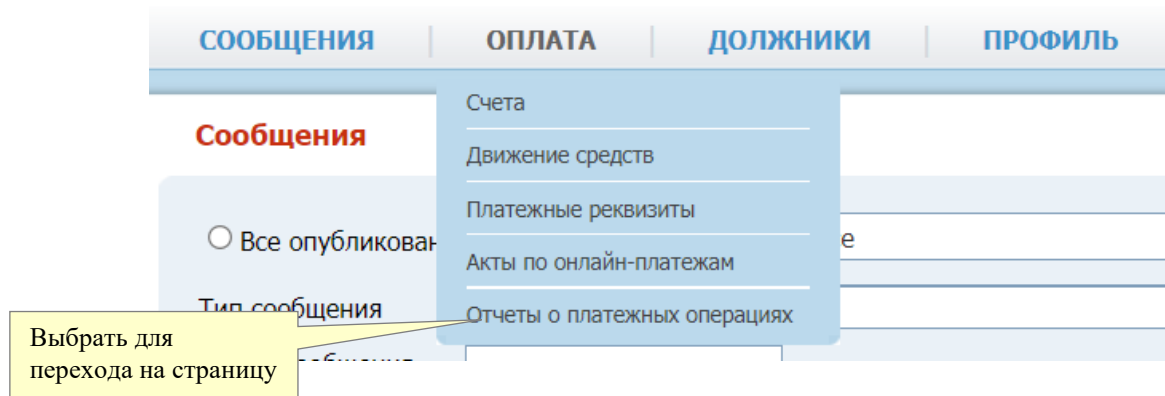 СООБЩЕНИЯ ОПЛАТА ДОЛЖНИКИ ПРОФИЛЬ
Счета
Сообщения
Движение средств
Платежные реквизиты
Все опубликован е
Акты по онлайн-платежам
Тип сообщения
Отчеты о платежных операциях
Выбрать для
перехода на страницу